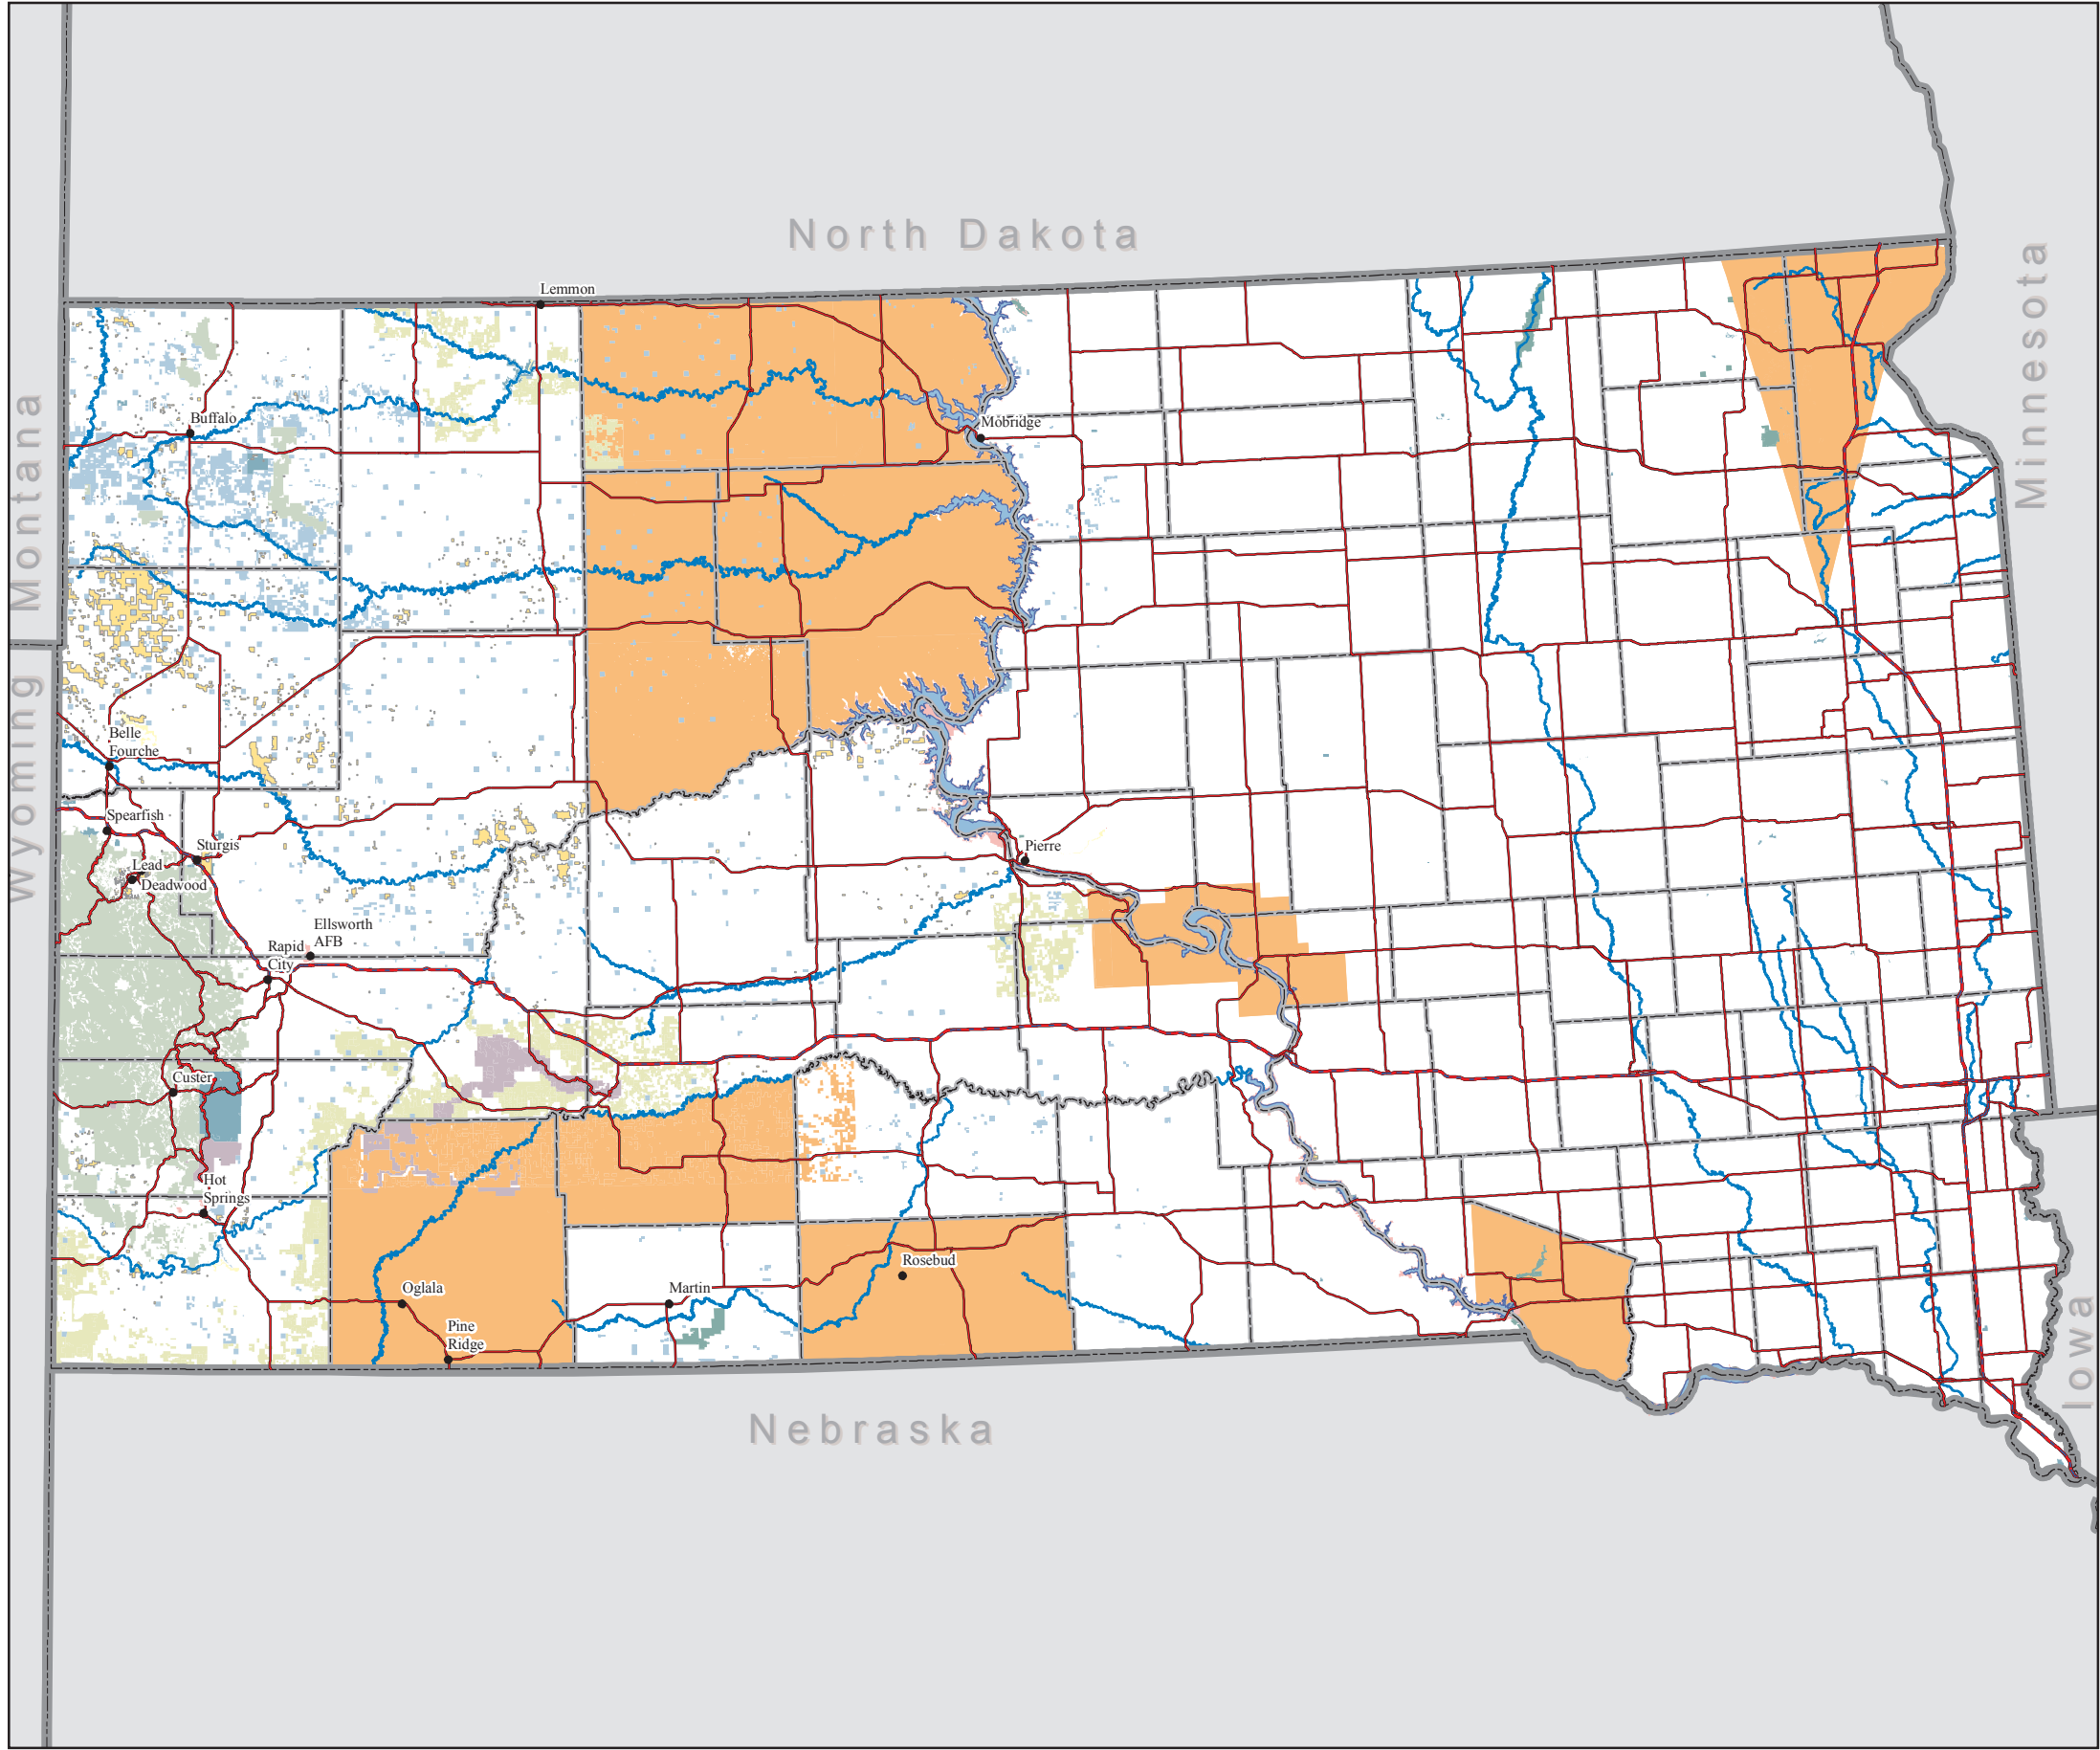 North Dakota
Minnesota
Montana
Wyoming
Lemmon
Buffalo
Mobridge
Belle
Fourche
Spearfish
Sturgis
Lead
Deadwood
Pierre
Ellsworth
AFB
Rapid
City
Custer
Hot
Springs
Oglala
Pine
Ridge
Martin
Rosebud
Nebraska
Iowa